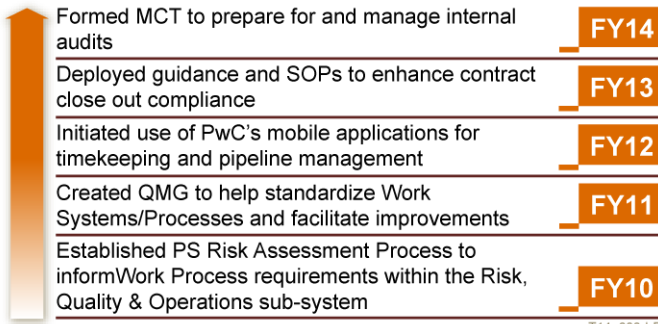 Formed MCT to prepare for and manage internal
audits
FY14
Deployed guidance and SOPs to enhance contract
close out compliance
FY13
Initiated use of PwC's mobile applications for
timekeeping and pipeline management
FY12
Created QMG to help standardize Work
Systems/Processes and facilitate improvements
FY11
Established PS Risk Assessment Process to
informWork Process requirements within the Risk,
Quality & Operations sub-system
FY10